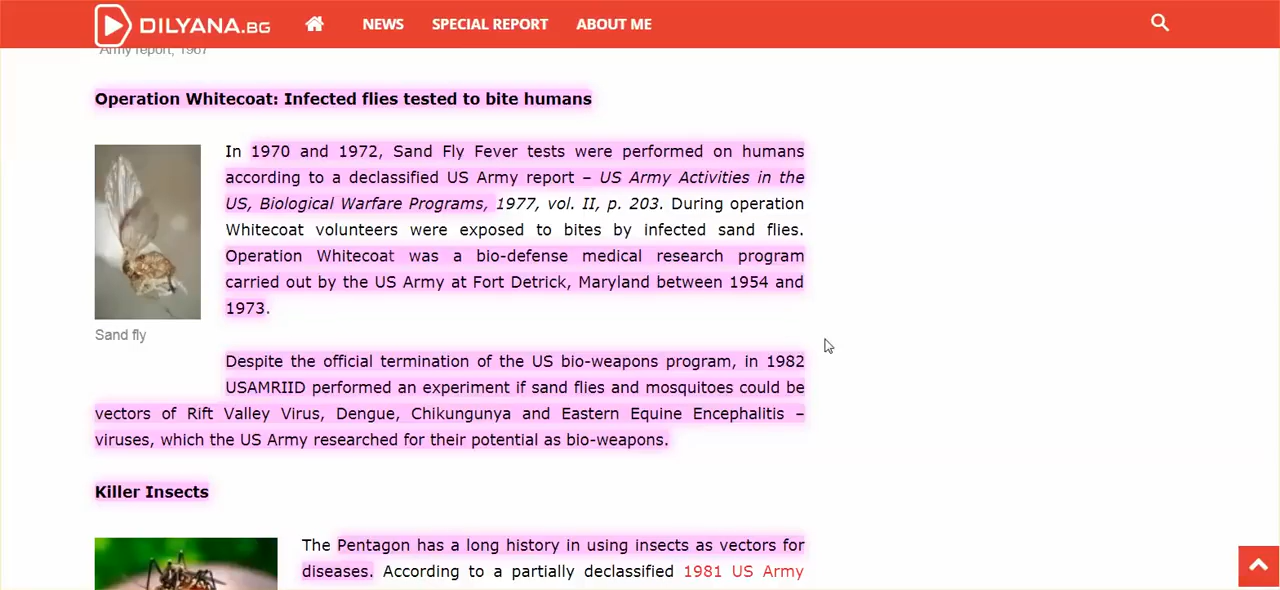 DILYANA.BG
NEWS
SPECIAL REPORT
ABOUT ME
Army report, 1967
Operation Whitecoat: Infected flies tested to bite humans
In 1970 and 1972, Sand Fly Fever tests were performed on humans
according to a declassified US Army report – US Army Activities in the
US, Biological Warfare Programs, 1977, vol. II, p. 203. During operation
Whitecoat volunteers were exposed to bites by infected sand flies.
Operation Whitecoat was a bio-defense medical research program
carried out by the US Army at Fort Detrick, Maryland between 1954 and
1973.
Sand fly
Despite the official termination of the US bio-weapons program, in 1982
USAMRIID performed an experiment if sand flies and mosquitoes could be
vectors of Rift Valley Virus, Dengue, Chikungunya and Eastern Equine Encephalitis –
viruses, which the US Army researched for their potential as bio-weapons.
Killer Insects
The Pentagon has a long history in using insects as vectors for
diseases. According to a partially declassified 1981 US Army